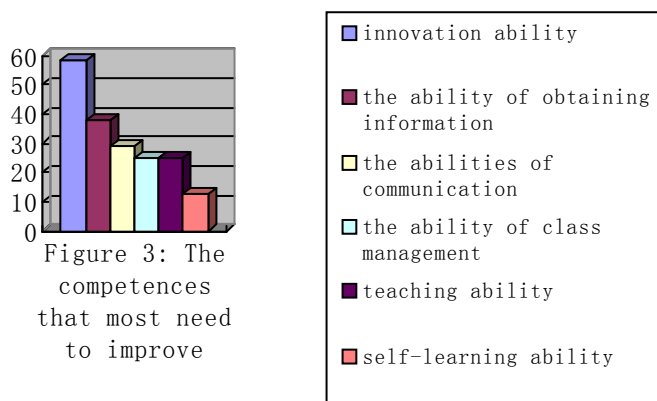 60
50
40
30
20
10
0
Figure 3: The
competences
that most need
to improve
innovation ability
the ability of obtaining
information
the abilities of
communication
the ability of class
management
teaching ability
self-learning ability